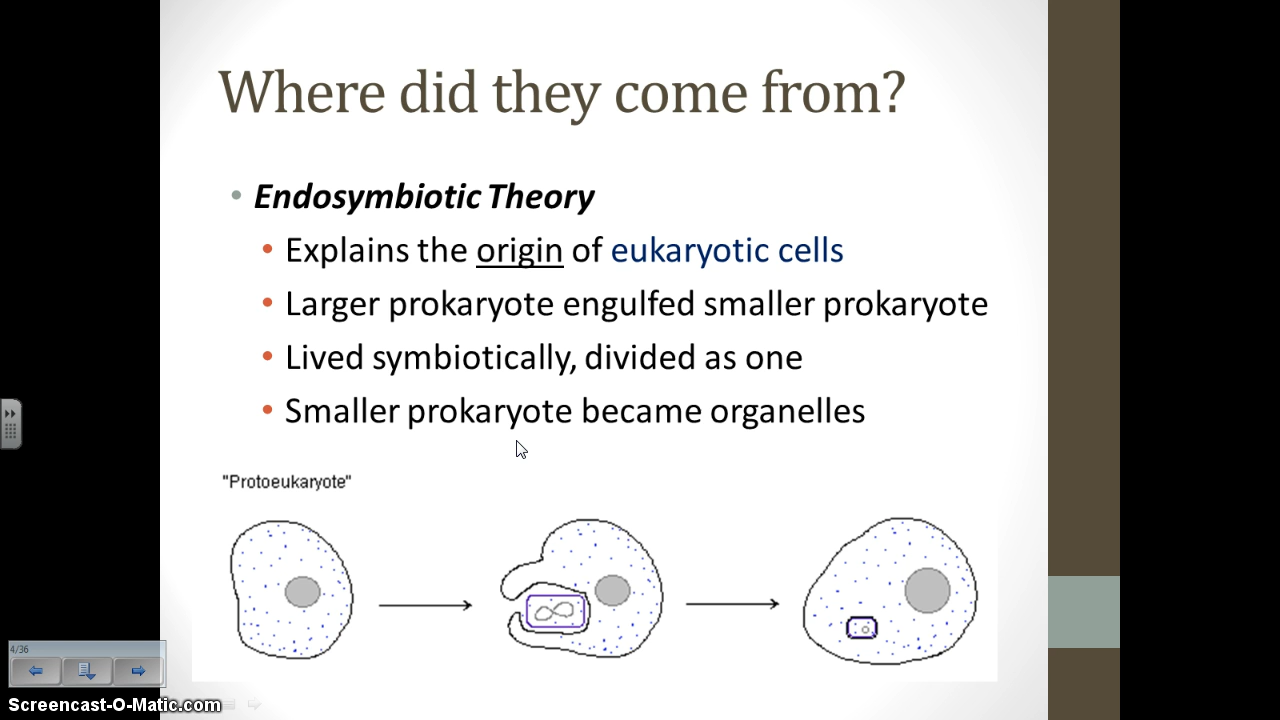 Where did they come from?
Endosymbiotic Theory
Explains the origin of eukaryotic cells
Larger prokaryote engulfed smaller prokaryote
Lived symbiotically, divided as one
Smaller prokaryote became organelles
"Protoeukaryote"
4/36
Screencast-O-Matic.com